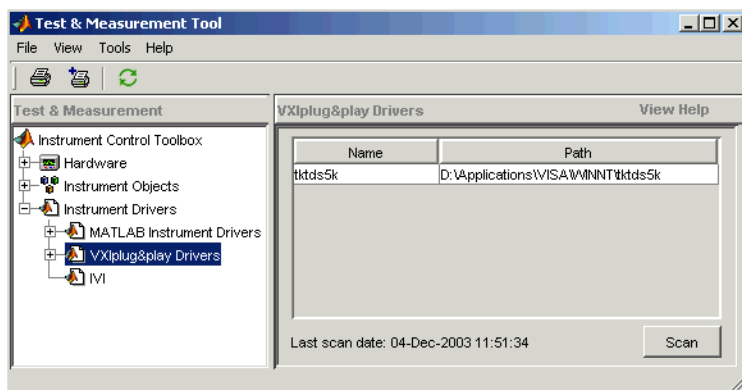 Test & Measurement Tool
File View Tools Help
Test & Measurement
Instrument Control Toolbox
Hardware
Instrument Objects
Instrument Drivers
MATLAB Instrument Drivers
VXIplug&play Drivers
IVI
VXIplug&play Drivers View Help
Name Path
tktds5k D:\Applications\VISA\WINNT\tktds5k
Last scan date: 04-Dec-2003 11:51:34 Scan